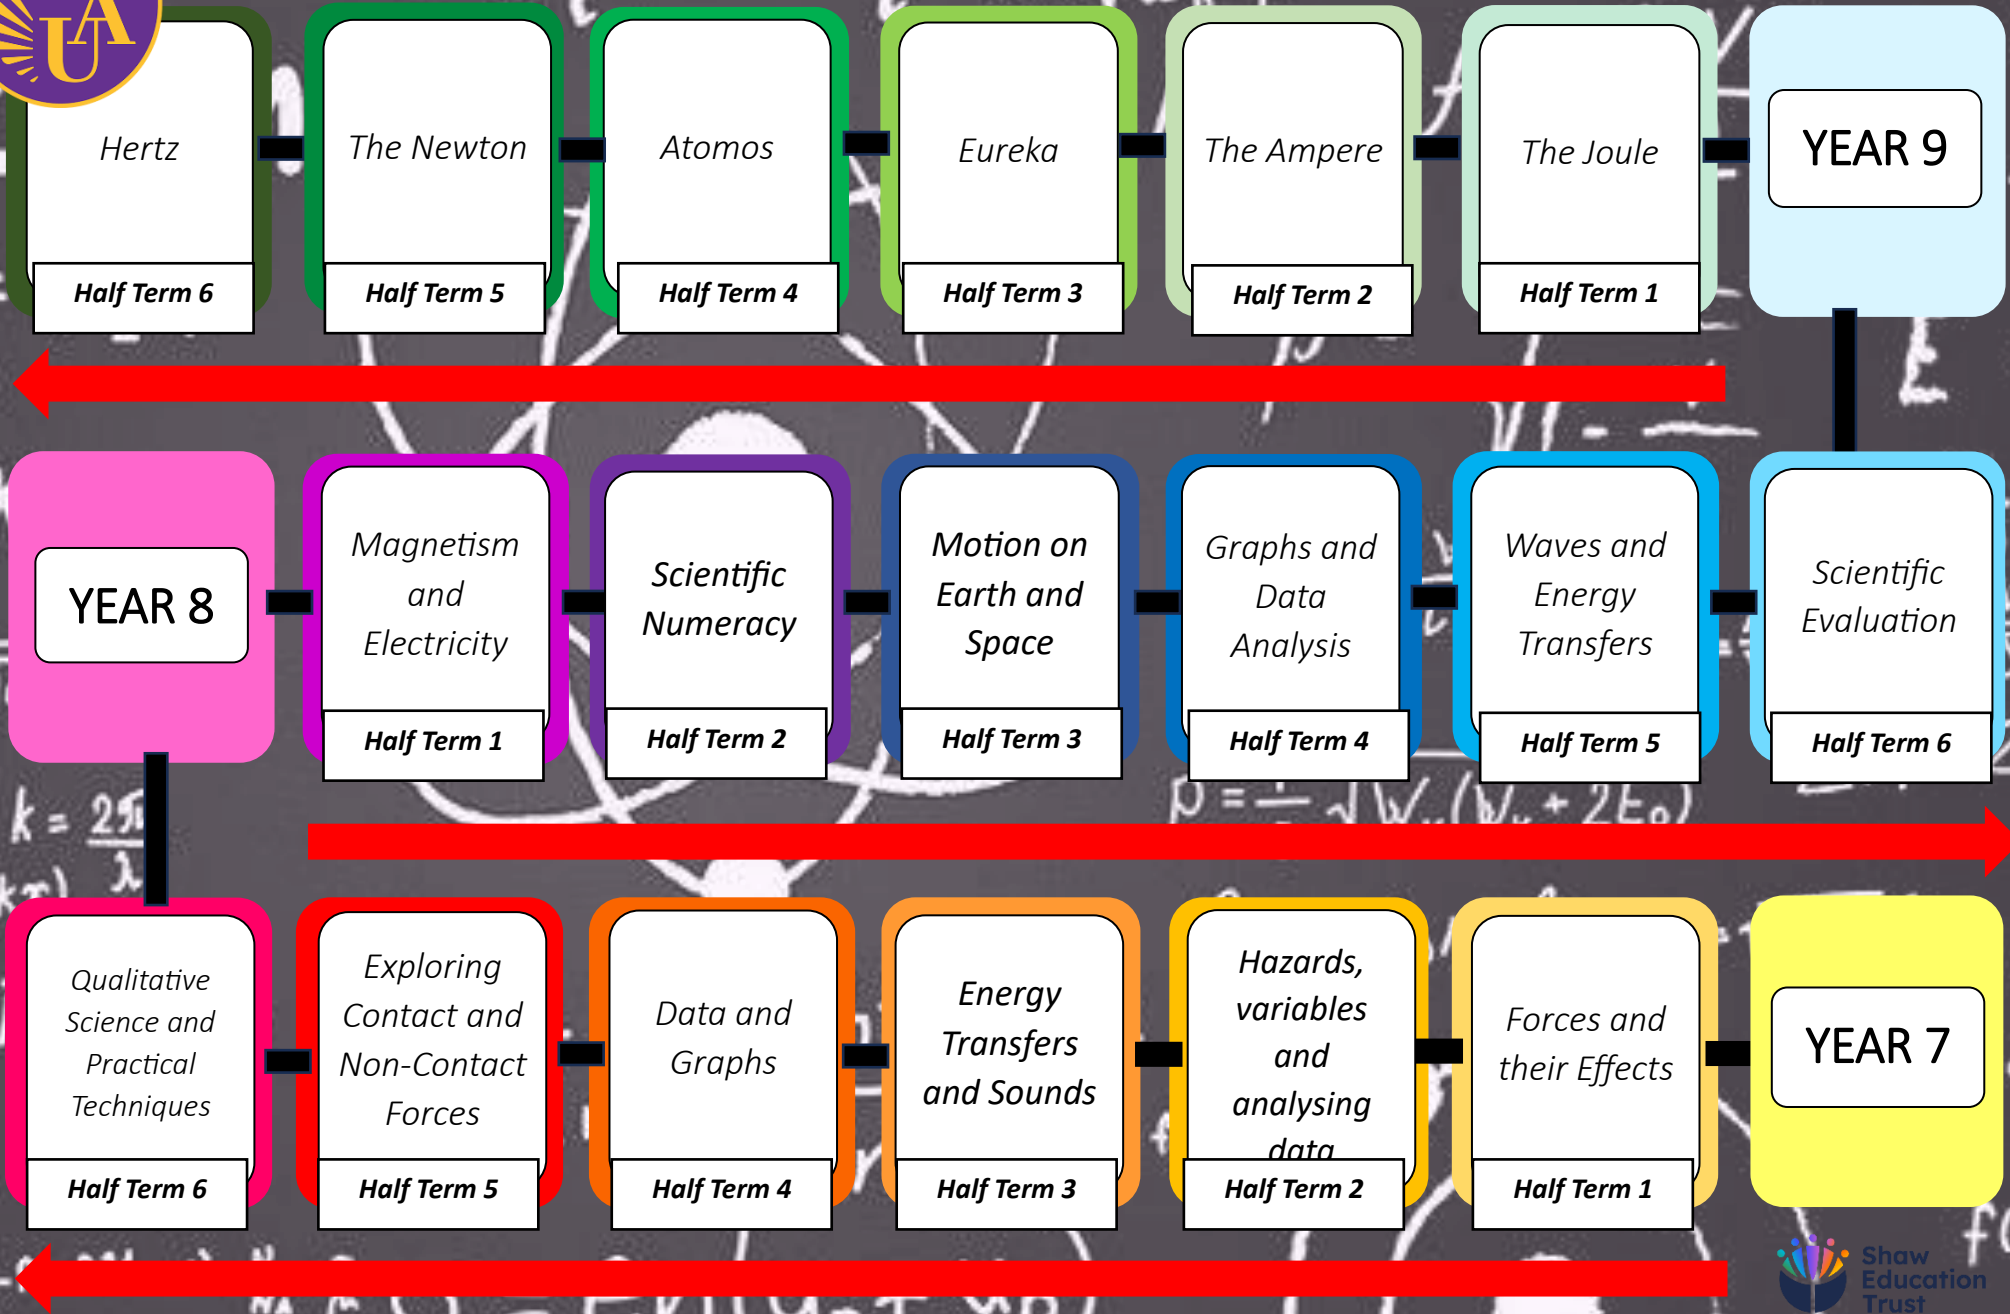 UA
Hertz
The Newton
Atomos
Eureka
The Ampere
The Joule
YEAR 9
Half Term 6
Half Term 5
Half Term 4
Half Term 3
Half Term 2
Half Term 1
YEAR 8
Magnetism
and
Electricity
Half Term 1
Scientific
Numeracy
Half Term 2
Motion on
Earth and
Space
Half Term 3
Graphs and
Data
Analysis
Half Term 4
Waves and
Energy
Transfers
Half Term 5
Scientific
Evaluation
Half Term 6
Qualitative
Science and
Practical
Techniques
Half Term 6
Exploring
Contact and
Non-Contact
Forces
Half Term 5
Data and
Graphs
Half Term 4
Energy
Transfers
and Sounds
Half Term 3
Hazards,
variables
and
analysing
data
Half Term 2
Forces and
their Effects
Half Term 1
YEAR 7
Shaw
Education
Trust